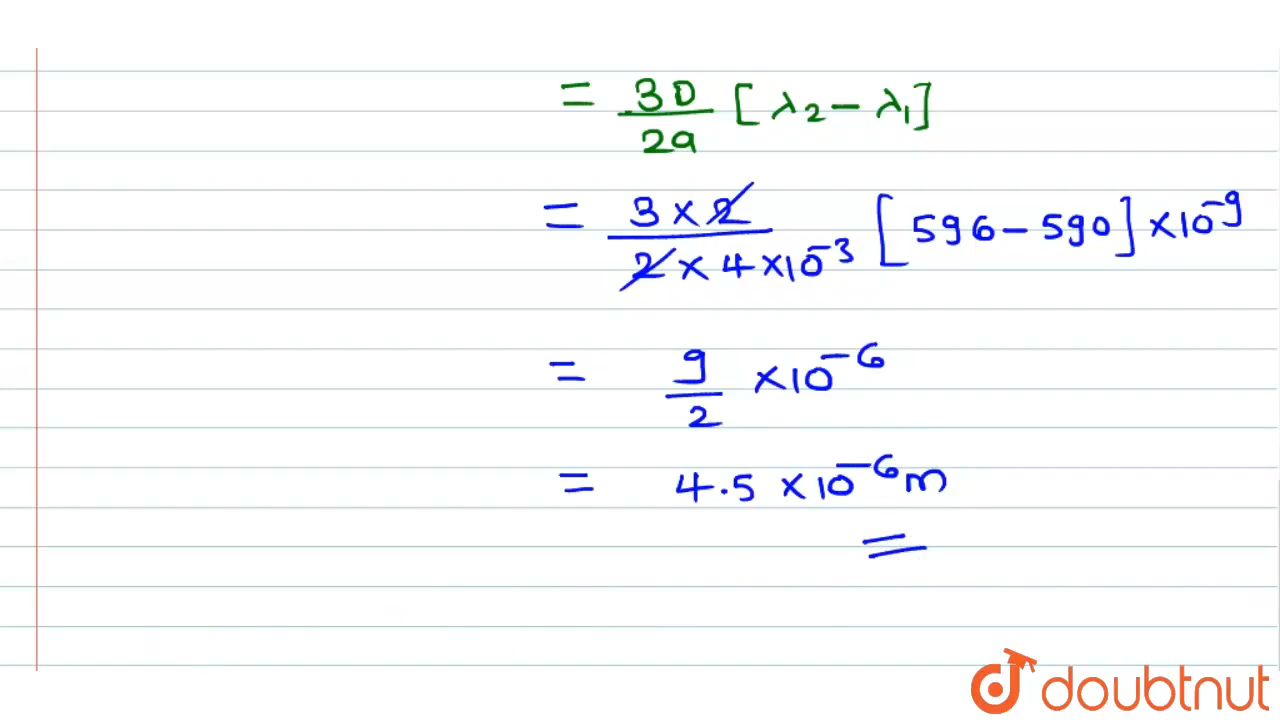 = 3D/2a [λ₂ − λ₁]
= 3 × 2 / 2 × 4 × 10⁻³ [596 − 590] × 10⁻⁹
= 9/2 × 10⁻⁶
= 4.5 × 10⁻⁶ m
doubtnut